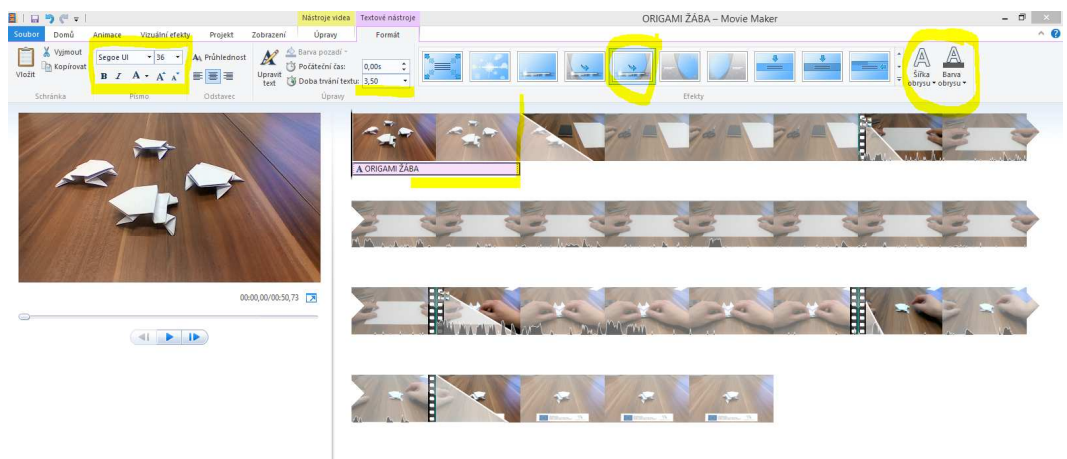 Nástroje videa Textové nástroje ORIGAMI ŽÁBA – Movie Maker
Soubor Domů Animace Vizuální efekty Projekt Zobrazení Úpravy Formát
Vložit
Vyjmout
Kopírovat
Schránka
Segoe UI 36
B I A A A
Písmo
Průhlednost
Odstavec
Upravit text
Barva pozadí
Počáteční čas: 0,00s
Doba trvání textu: 3,50
Úpravy
Efekty
Šířka obrysu
Barva obrysu
A ORIGAMI ŽÁBA
00:00,00/00:50,73